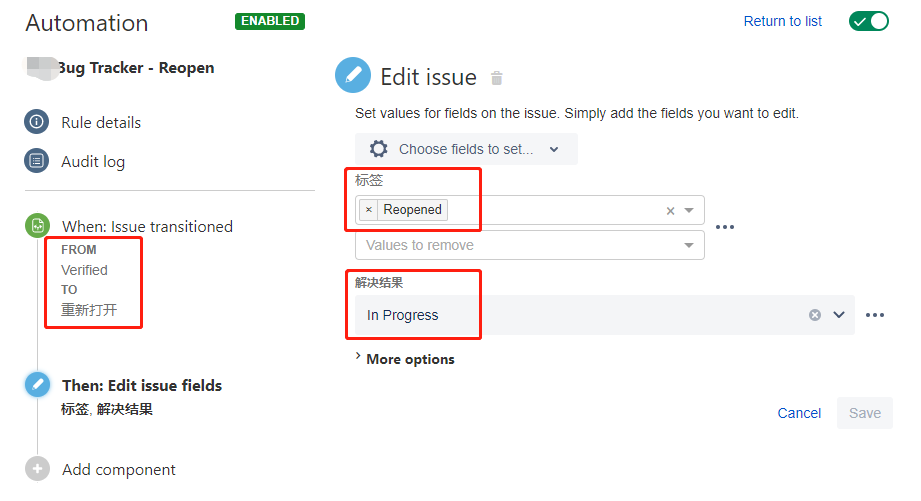 Automation
ENABLED
Return to list
Bug Tracker - Reopen
Rule details
Audit log
When: Issue transitioned
FROM
Verified
TO
重新打开
Then: Edit issue fields
标签, 解决结果
Add component
Edit issue
Set values for fields on the issue. Simply add the fields you want to edit.
Choose fields to set...
标签
× Reopened
Values to remove
解决结果
In Progress
More options
Cancel
Save